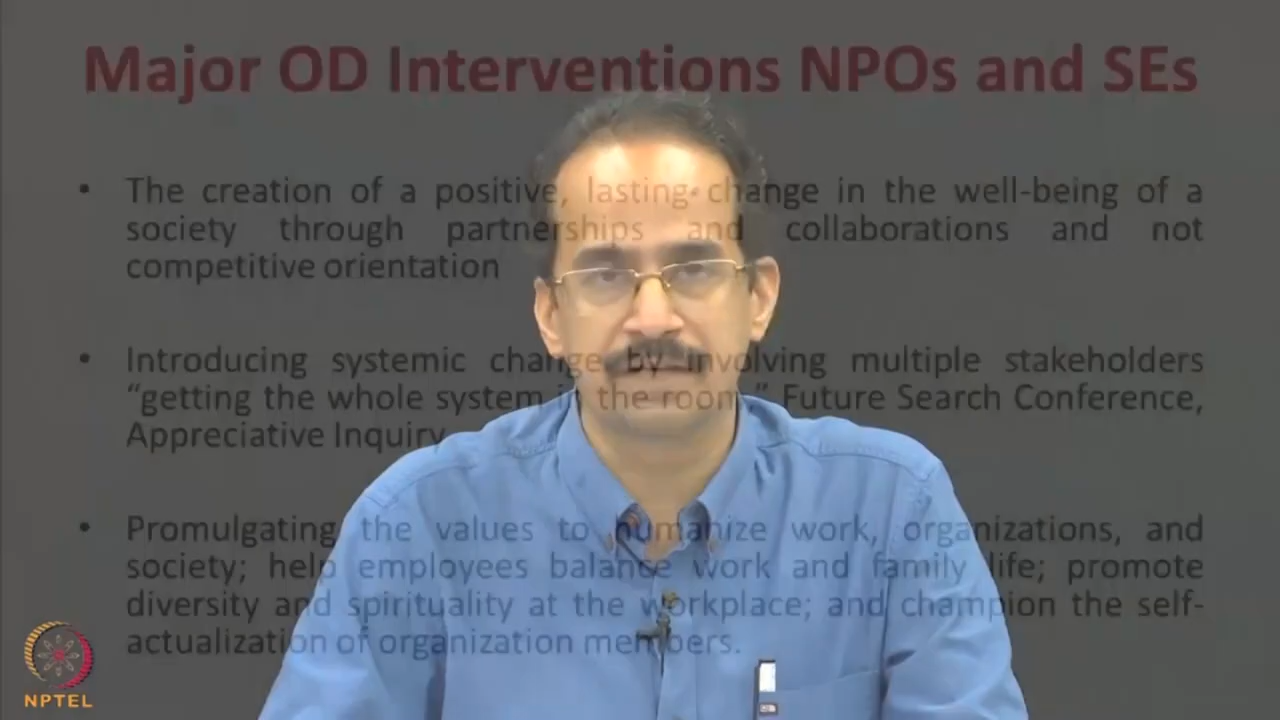 Major OD Interventions NPOs and SEs
• The creation of a positive, lasting change in the well-being of a
society through partnerships and collaborations and not
competitive orientation
• Introducing systemic change by involving multiple stakeholders
“getting the whole system in the room,” Future Search Conference,
Appreciative Inquiry
• Promulgating the values to humanize work, organizations, and
society; help employees balance work and family life; promote
diversity and spirituality at the workplace; and champion the self-
actualization of organization members.
NPTEL